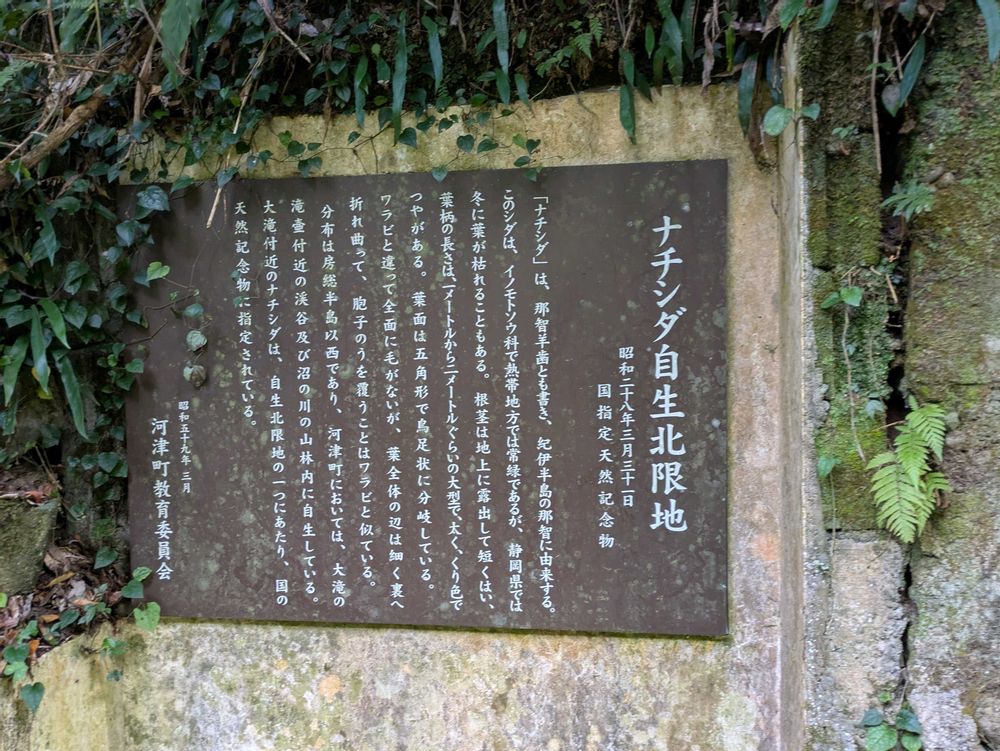 ナチシダ自生北限地
昭和二十八年三月三十一日
国指定天然記念物
「ナチシダ」は、那智羊歯とも書き、紀伊半島の那智に由来する。
このシダは、イノモトソウ科で熱帯地方では常緑であるが、静岡県では
冬に葉が枯れることもある。根茎は地上に露出して短くはい、
葉柄の長さは、一メートルから二メートルぐらいの大型で、太く、くり色で
つやがある。葉面は五角形で鳥足状に分岐している。
ワラビと違って全面に毛がないが、葉全体の辺は細く裏へ
折れ曲って、胞子のうを覆うことはワラビと似ている。
分布は房総半島以西であり、河津町においては、大滝の
滝壺付近の渓谷及び沼の川の山林内に自生している。
大滝付近のナチシダは、自生北限地の一つにあたり、国の
天然記念物に指定されている。
昭和五十九年三月
河津町教育委員会